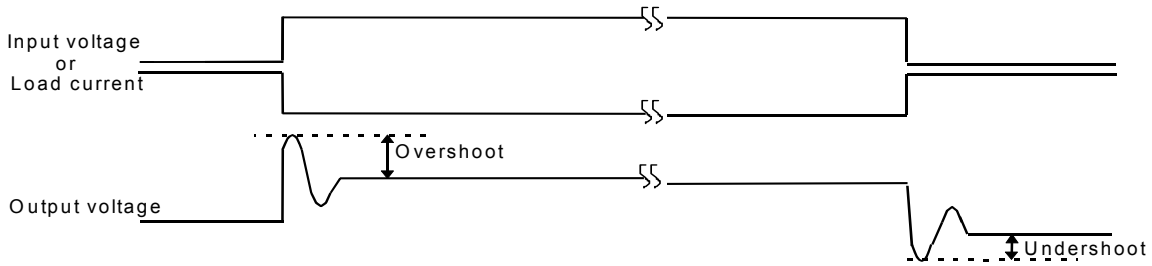 Input voltage
or
Load current
Overshoot
Output voltage
Undershoot